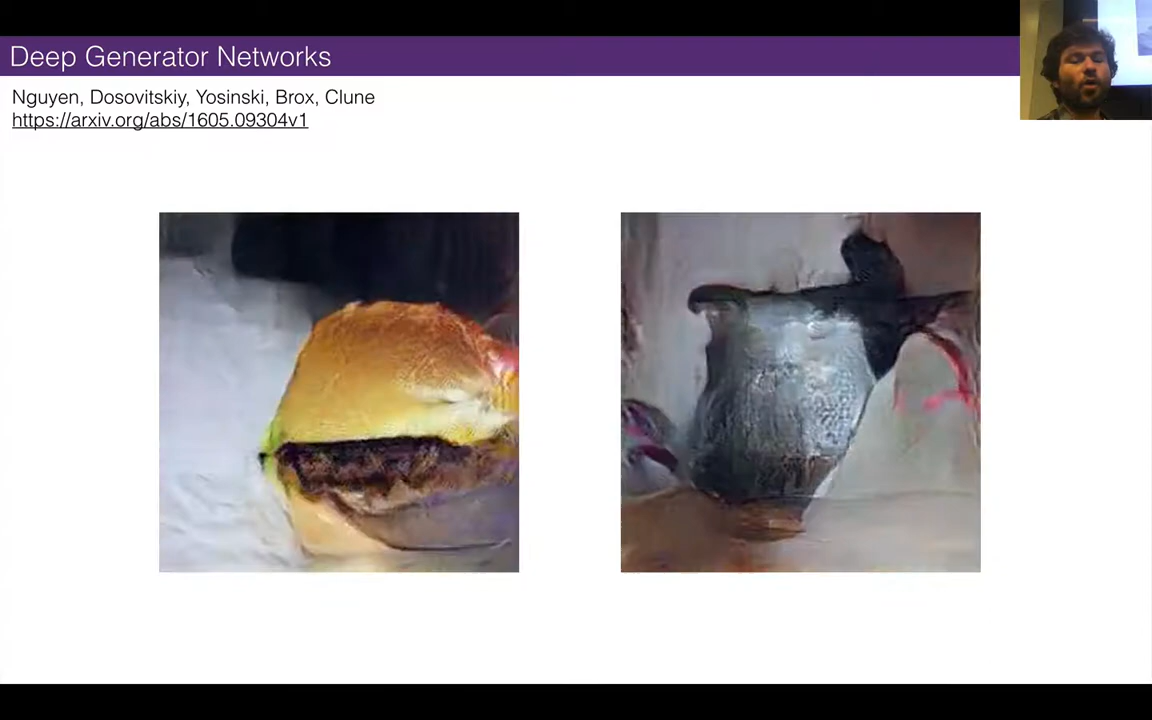 Deep Generator Networks
Nguyen, Dosovitskiy, Yosinski, Brox, Clune
https://arxiv.org/abs/1605.09304v1